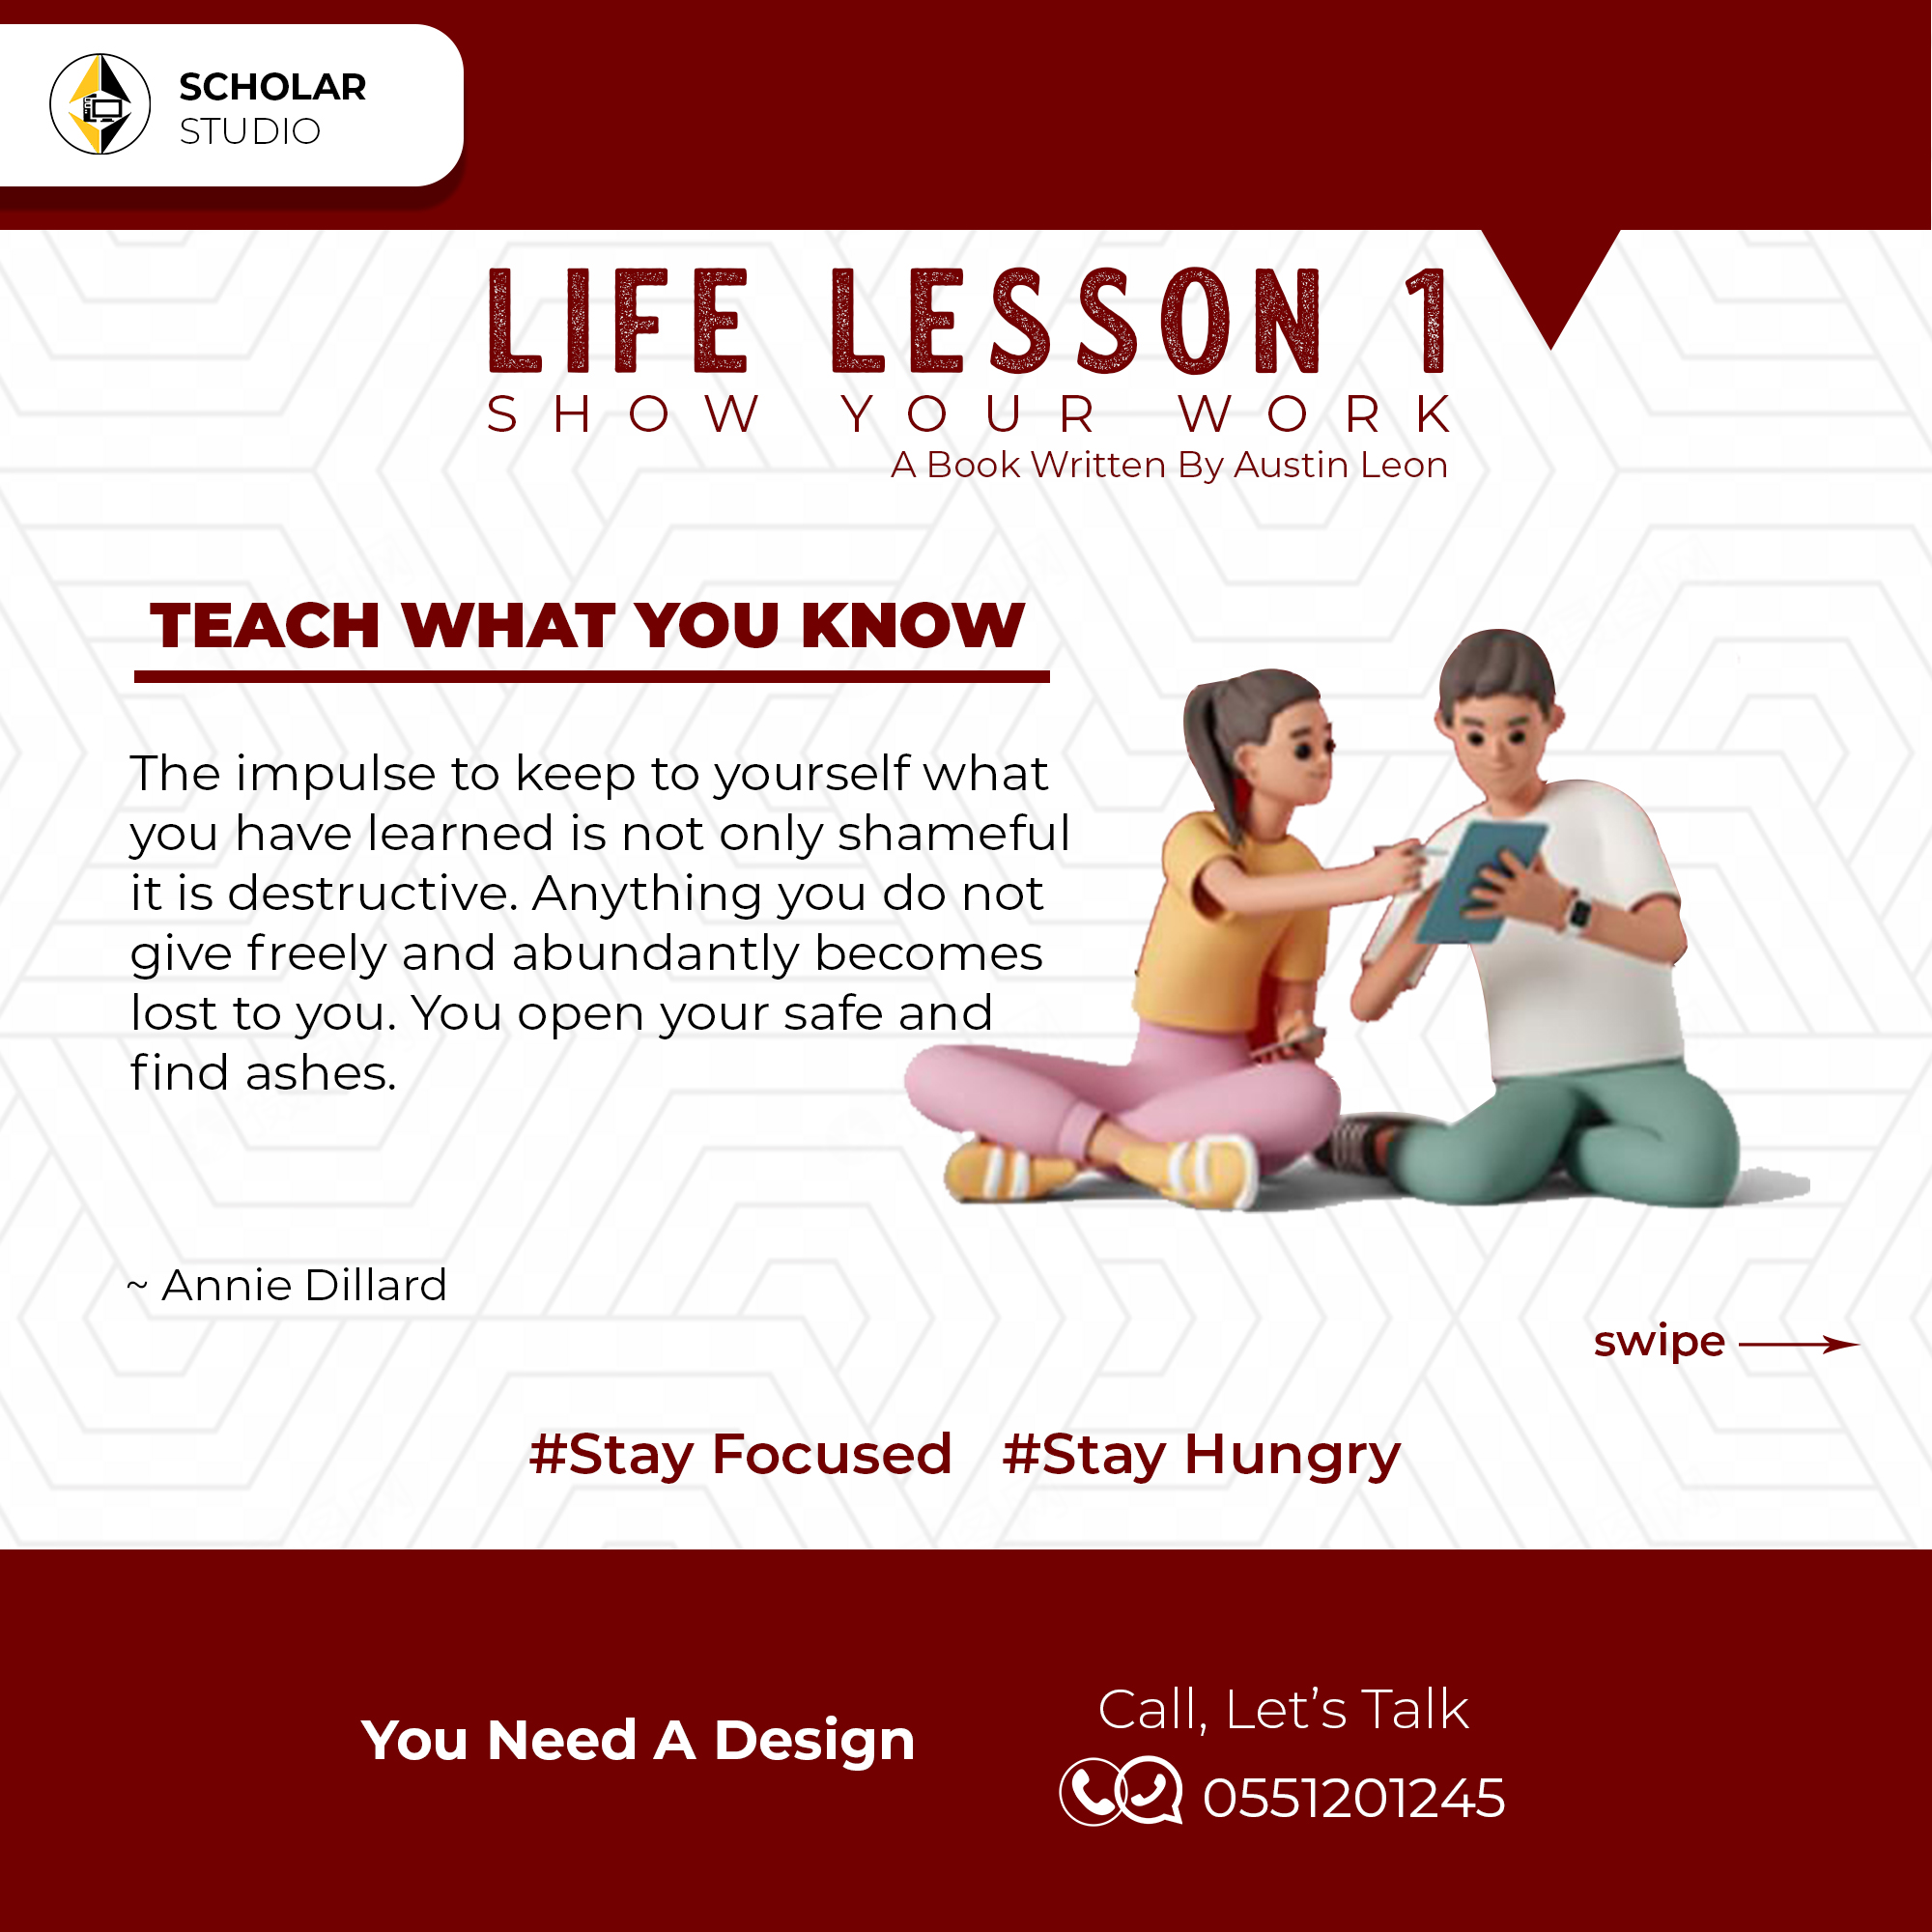 SCHOLAR
STUDIO
LIFE LESSON 1
SHOW YOUR WORK
A Book Written By Austin Leon
TEACH WHAT YOU KNOW
The impulse to keep to yourself what
you have learned is not only shameful
it is destructive. Anything you do not
give freely and abundantly becomes
lost to you. You open your safe and
find ashes.
~ Annie Dillard
swipe
#Stay Focused #Stay Hungry
You Need A Design
Call, Let's Talk
0551201245